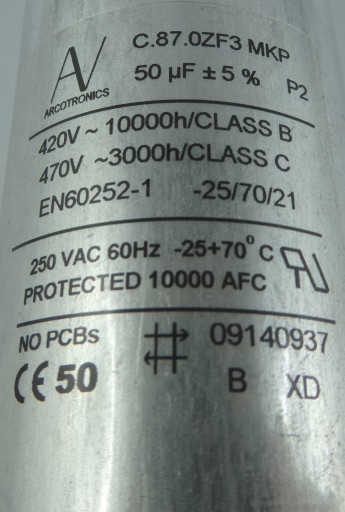 C.87.0ZF3 MKP
50 µF ± 5 % P2
ARCOTRONICS
420V ~ 10000h/CLASS B
470V ~3000h/CLASS C
EN60252-1 -25/70/21
250 VAC 60Hz -25+70° C
PROTECTED 10000 AFC
NO PCBs 09140937
CE 50 B XD